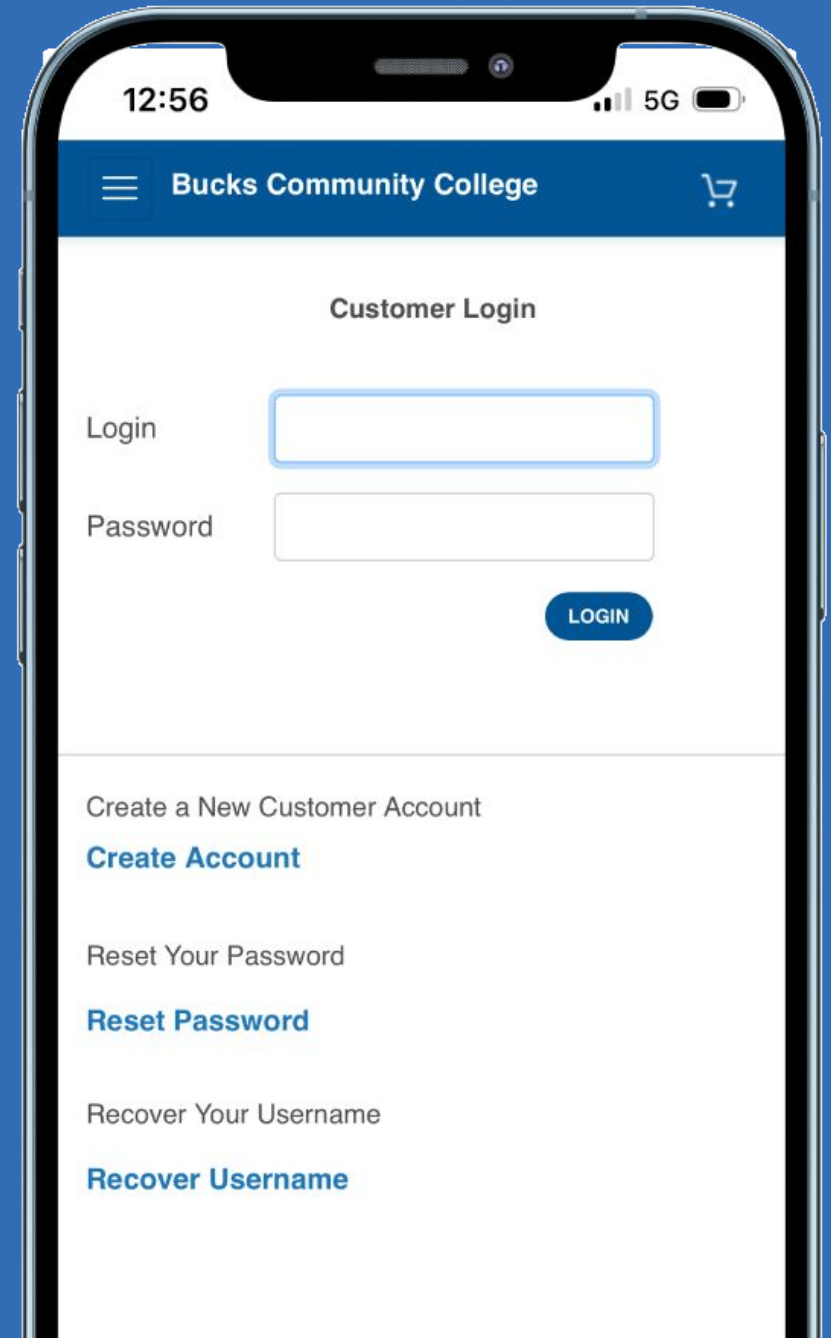 12:56 5G
Bucks Community College
Customer Login
Login
Password
LOGIN
Create a New Customer Account
Create Account
Reset Your Password
Reset Password
Recover Your Username
Recover Username